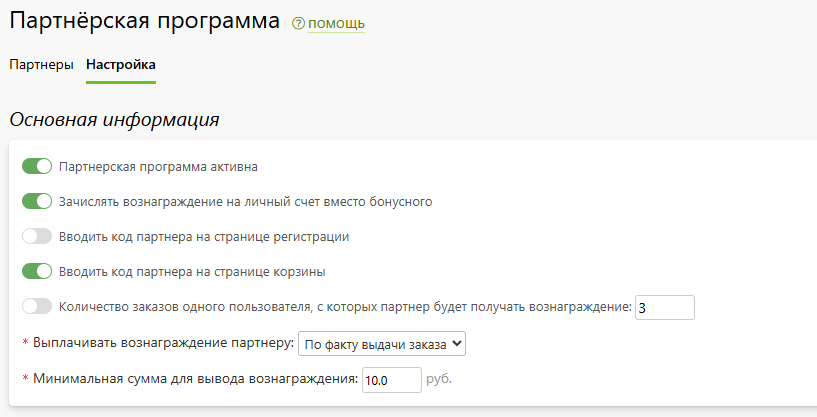 Партнёрская программа ? помощь
Партнеры Настройка
Основная информация
Партнерская программа активна
Зачислять вознаграждение на личный счет вместо бонусного
Вводить код партнера на странице регистрации
Вводить код партнера на странице корзины
Количество заказов одного пользователя, с которых партнер будет получать вознаграждение: 3
* Выплачивать вознаграждение партнеру: По факту выдачи заказа
* Минимальная сумма для вывода вознаграждения: 10.0 руб.